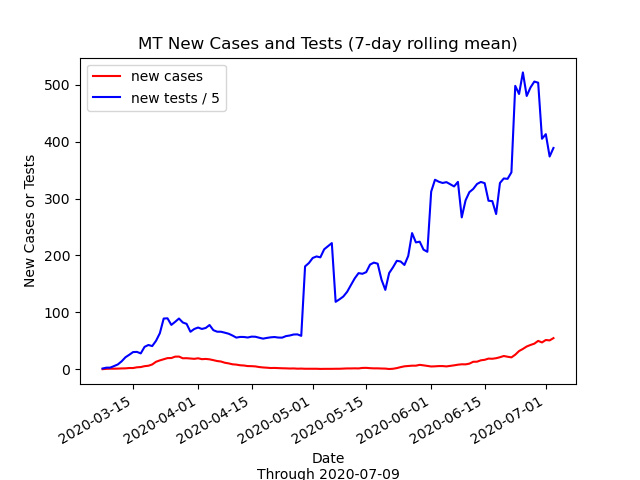 MT New Cases and Tests (7-day rolling mean)
new cases
new tests / 5
New Cases or Tests
500
400
300
200
100
0
2020-03-15
2020-04-01
2020-04-15
2020-05-01
2020-05-15
2020-06-01
2020-06-15
2020-07-01
Date
Through 2020-07-09